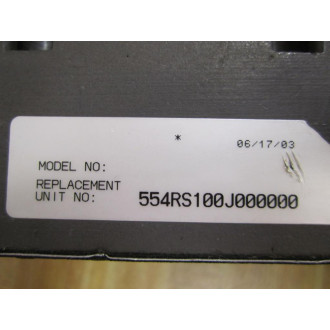 * 06/17/03
MODEL NO:
REPLACEMENT
UNIT NO: 554RS100J000000